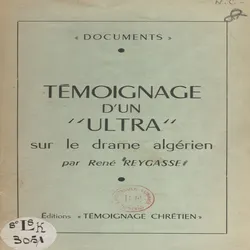 « DOCUMENTS »
TÉMOIGNAGE
D'UN
"ULTRA"
sur le drame algérien
par René REYGASSE
Éditions " TÉMOIGNAGE CHRÉTIEN "